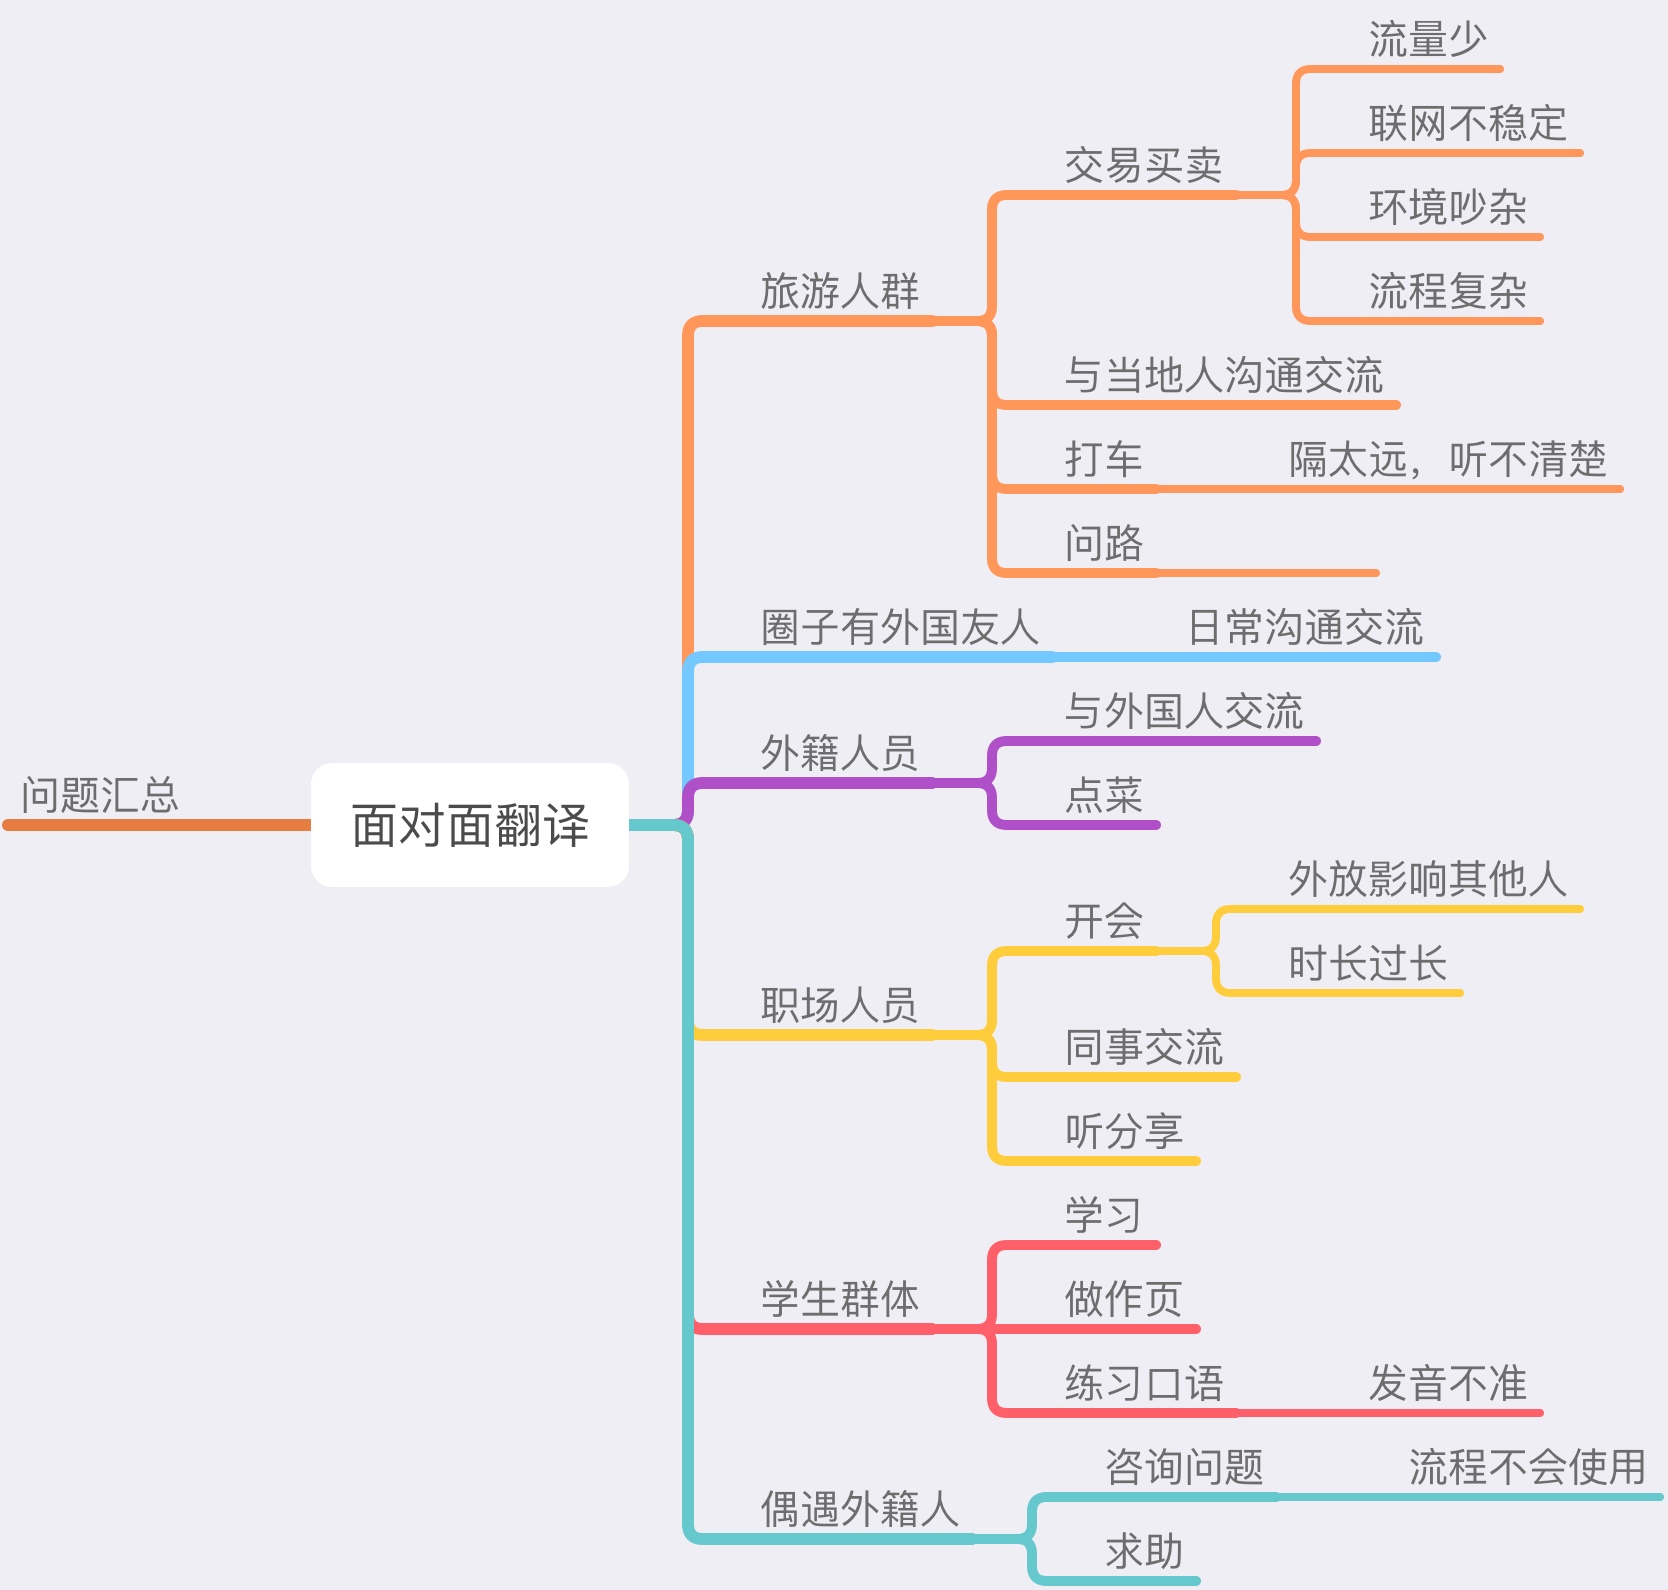 流量少
联网不稳定
交易买卖
环境吵杂
旅游人群
流程复杂
与当地人沟通交流
打车
隔太远，听不清楚
问路
圈子有外国友人
日常沟通交流
与外国人交流
外籍人员
点菜
问题汇总
面对面翻译
外放影响其他人
开会
时长过长
职场人员
同事交流
听分享
学习
学生群体
做作页
练习口语
发音不准
咨询问题
流程不会使用
偶遇外籍人
求助